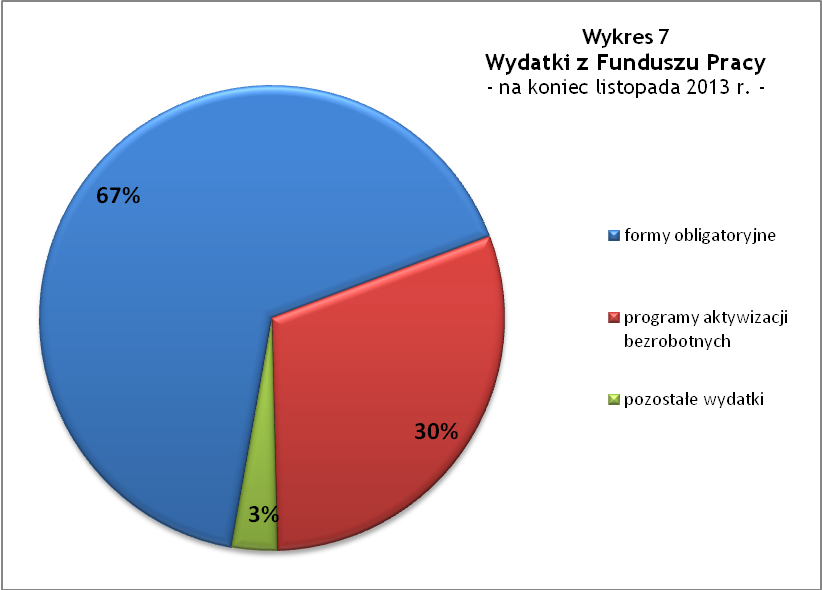 Wykres 7
Wydatki z Funduszu Pracy
- na koniec listopada 2013 r. -
67%
formy obligatoryjne
programy aktywizacji
bezrobotnych
pozostałe wydatki
30%
3%